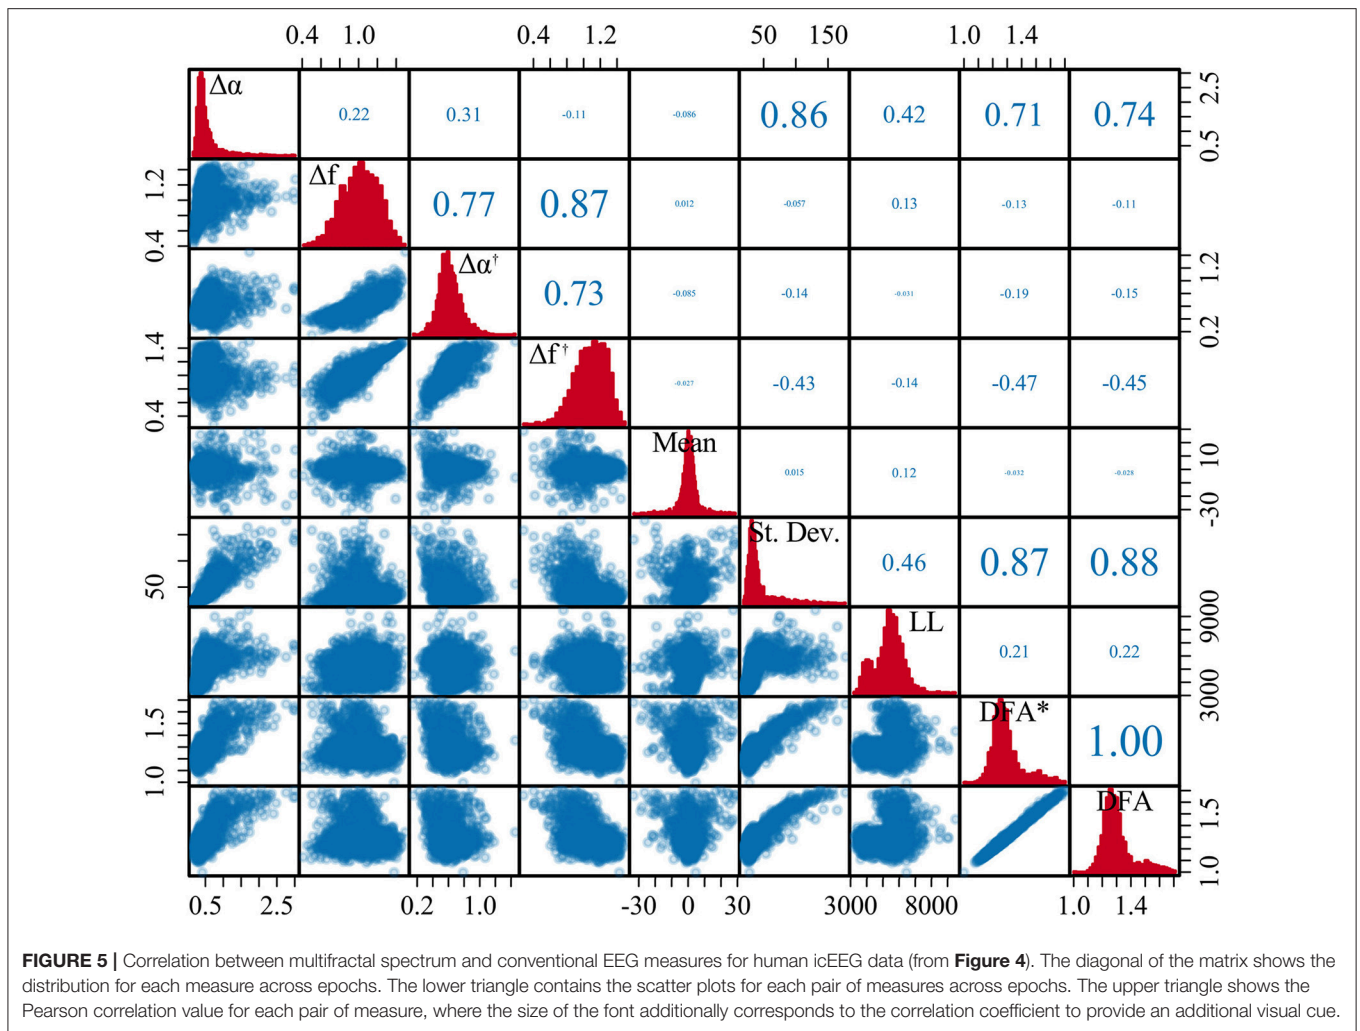 0.4 1.0 0.4 1.2 50 150 1.0 1.4
Δα 0.22 0.31 -0.11 -0.086 0.86 0.42 0.71 0.74 0.5 2.5
0.4 1.2 Δf 0.77 0.87 0.012 -0.057 0.13 -0.13 -0.11
Δα† 0.73 -0.085 -0.14 -0.031 -0.19 -0.15 0.2 1.2
0.4 1.4 Δf† -0.027 -0.43 -0.14 -0.47 -0.45
Mean 0.015 0.12 -0.032 -0.028 -30 10
50 St. Dev. 0.46 0.87 0.88
LL 0.21 0.22 3000 9000
1.0 1.5 DFA* 1.00
DFA 1.0 1.5
0.5 2.5 0.2 1.0 -30 0 30 3000 8000 1.0 1.4
FIGURE 5 | Correlation between multifractal spectrum and conventional EEG measures for human icEEG data (from Figure 4). The diagonal of the matrix shows the
distribution for each measure across epochs. The lower triangle contains the scatter plots for each pair of measures across epochs. The upper triangle shows the
Pearson correlation value for each pair of measure, where the size of the font additionally corresponds to the correlation coefficient to provide an additional visual cue.